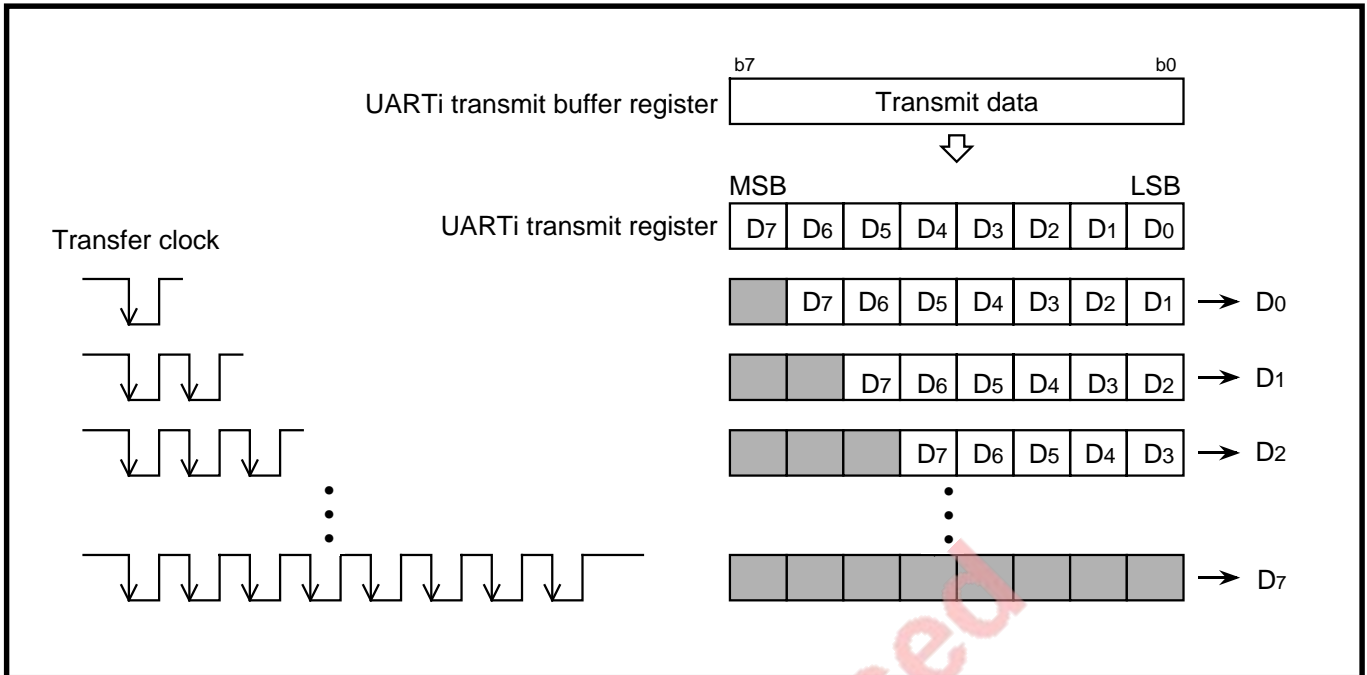 b7 b0
UARTi transmit buffer register Transmit data
MSB LSB
UARTi transmit register D7 D6 D5 D4 D3 D2 D1 D0
Transfer clock
D7 D6 D5 D4 D3 D2 D1 D0
D7 D6 D5 D4 D3 D2 D1
D7 D6 D5 D4 D3 D2
D7